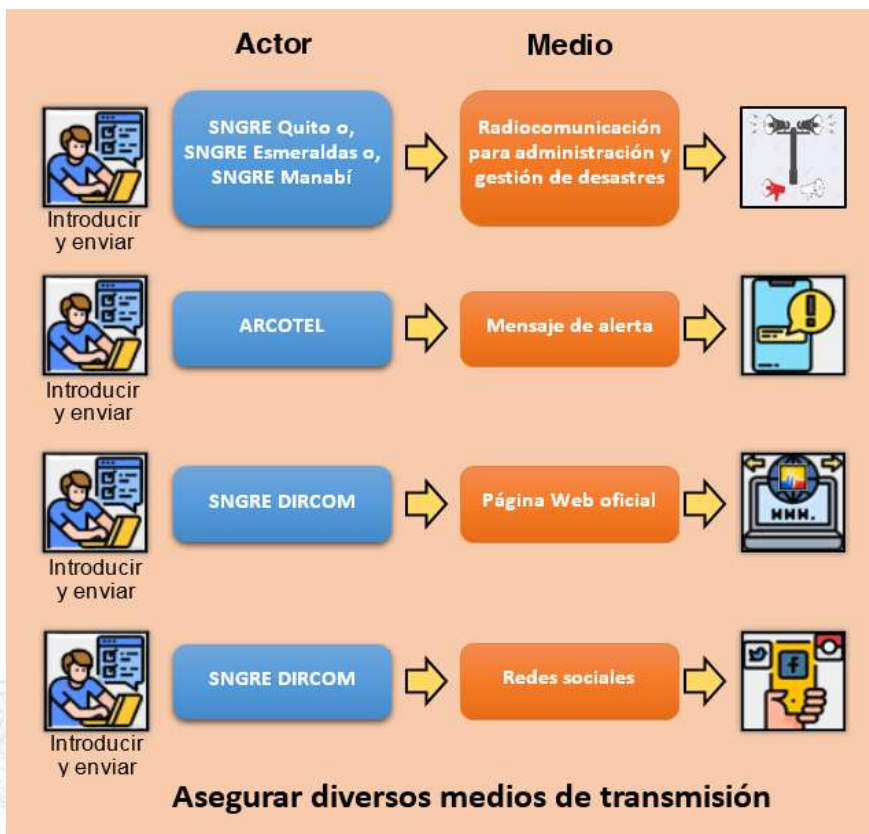 Actor
Medio
SNGRE Quito o,
SNGRE Esmeraldas o,
SNGRE Manabí
Radiocomunicación
para administración y
gestión de desastres
Introducir
y enviar
ARCOTEL
Mensaje de alerta
Introducir
y enviar
SNGRE DIRCOM
Página Web oficial
WWW.
Introducir
y enviar
SNGRE DIRCOM
Redes sociales
Introducir
y enviar
Asegurar diversos medios de transmisión